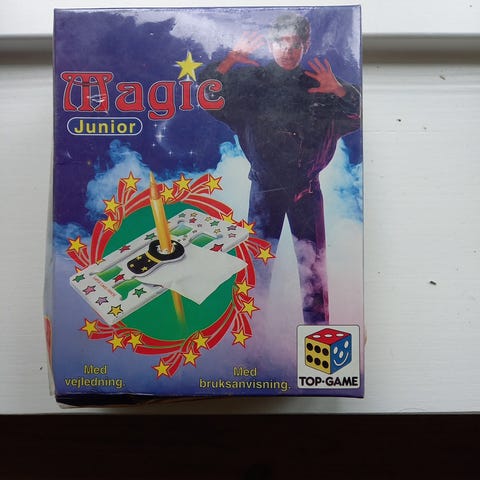 Magic
Junior
Med
vejledning.
Med
bruksanvisning.
TOP-GAME